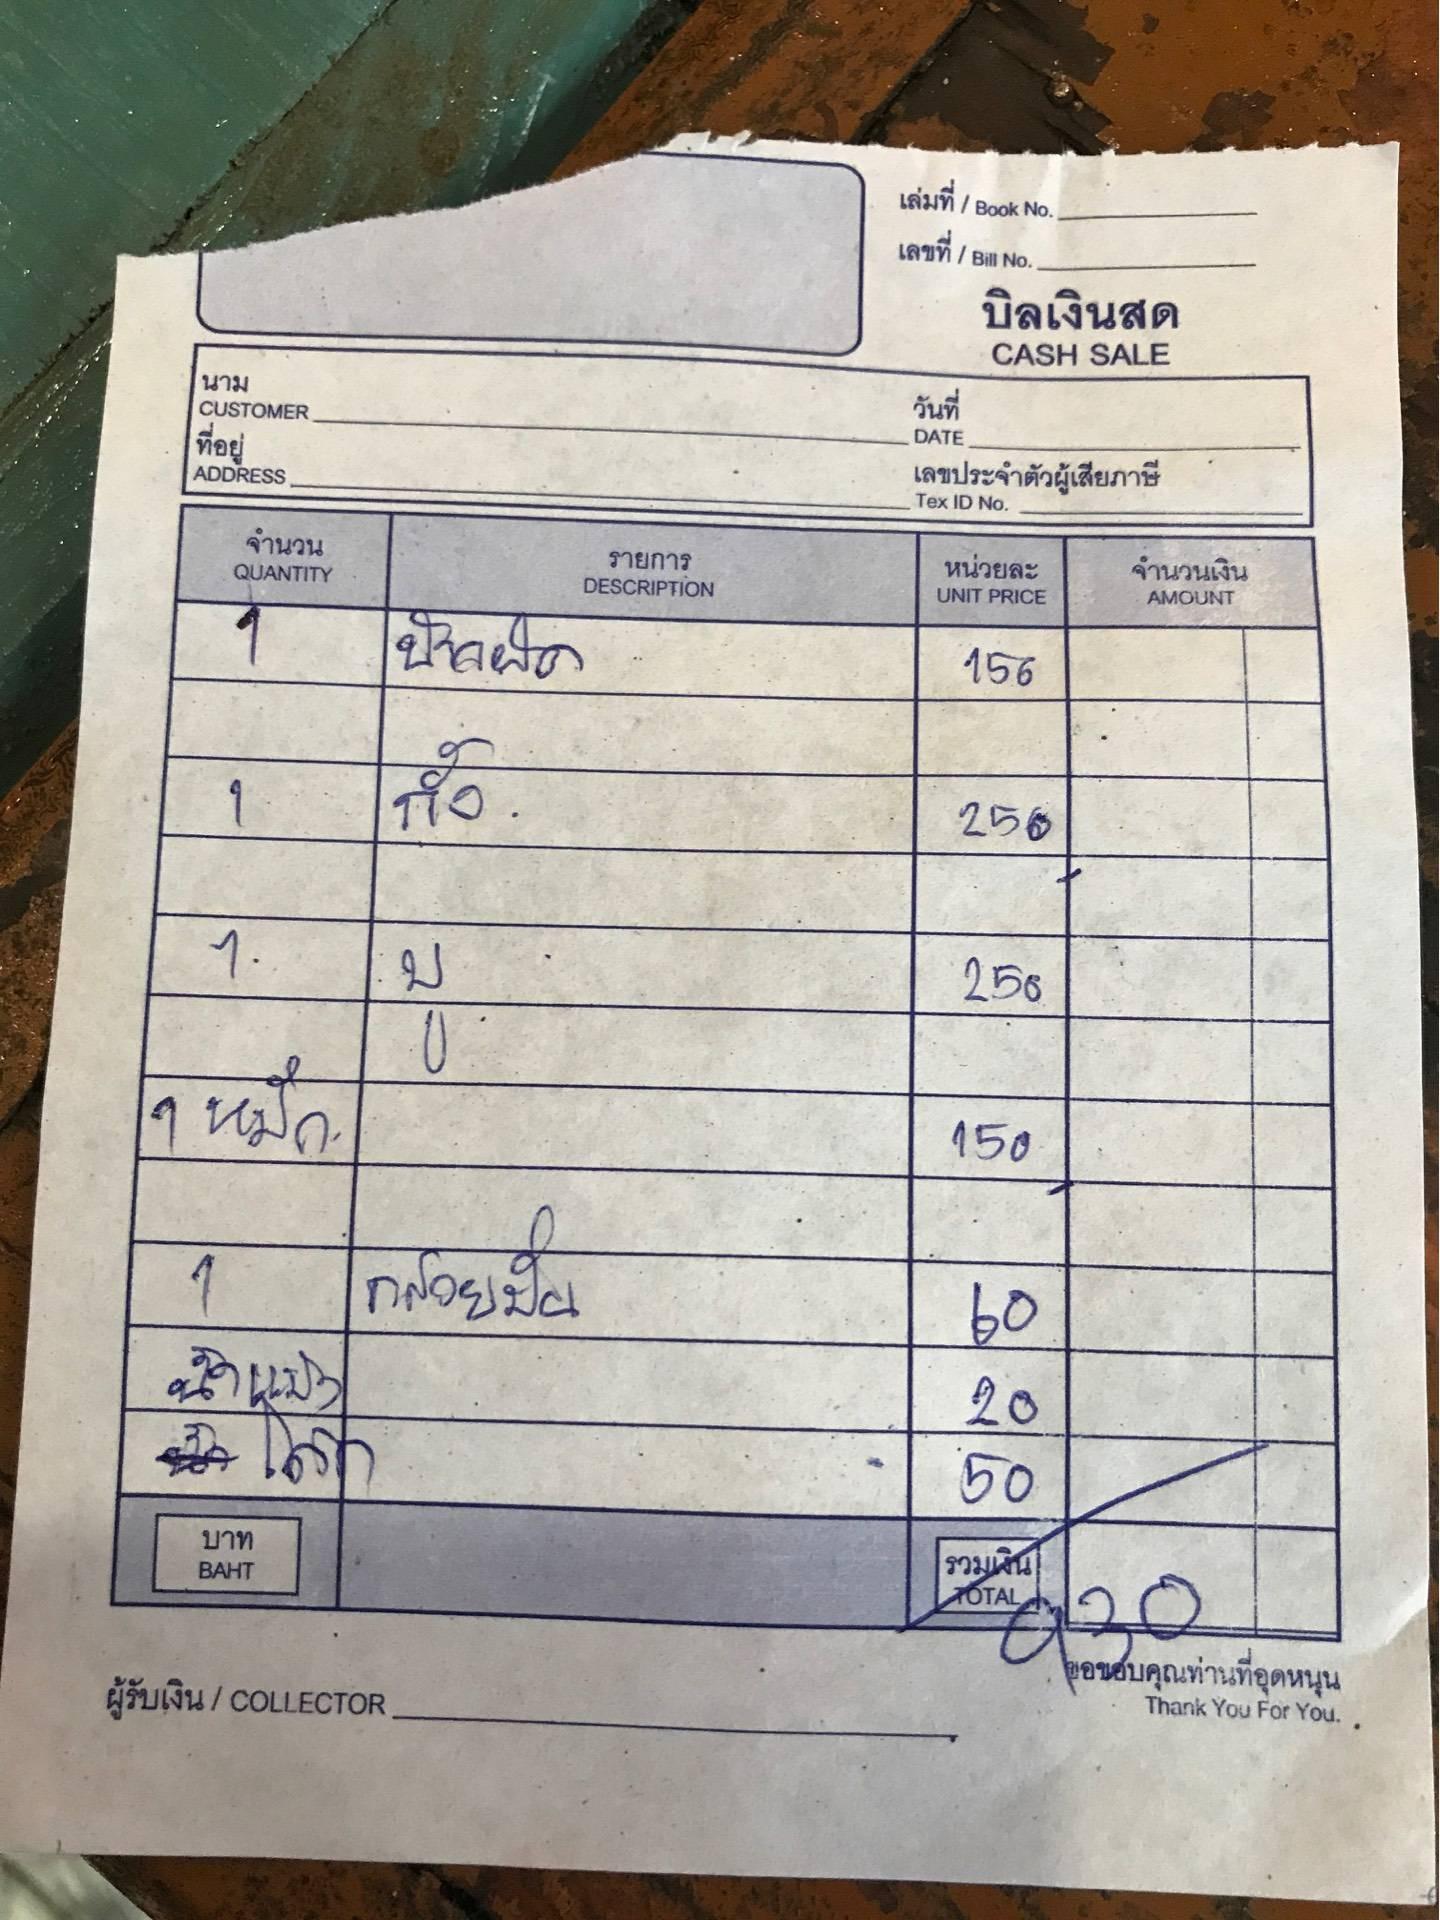 เล่มที่ / Book No.
เลขที่ / Bill No.
บิลเงินสด
CASH SALE
นาม
CUSTOMER
วันที่
DATE
ที่อยู่
ADDRESS
เลขประจำตัวผู้เสียภาษี
Tex ID No.
จำนวน รายการ หน่วยละ จำนวนเงิน
QUANTITY DESCRIPTION UNIT PRICE AMOUNT
1 150
1 กั้ง. 250
1. ปู 250
1 หมึก. 150
1 กล้วยปั่น 60
น้ำแข็ง 20
โค้ก 50
บาท รวมเงิน
BAHT TOTAL 930
ขอขอบคุณท่านที่อุดหนุน
ผู้รับเงิน / COLLECTOR Thank You For You.